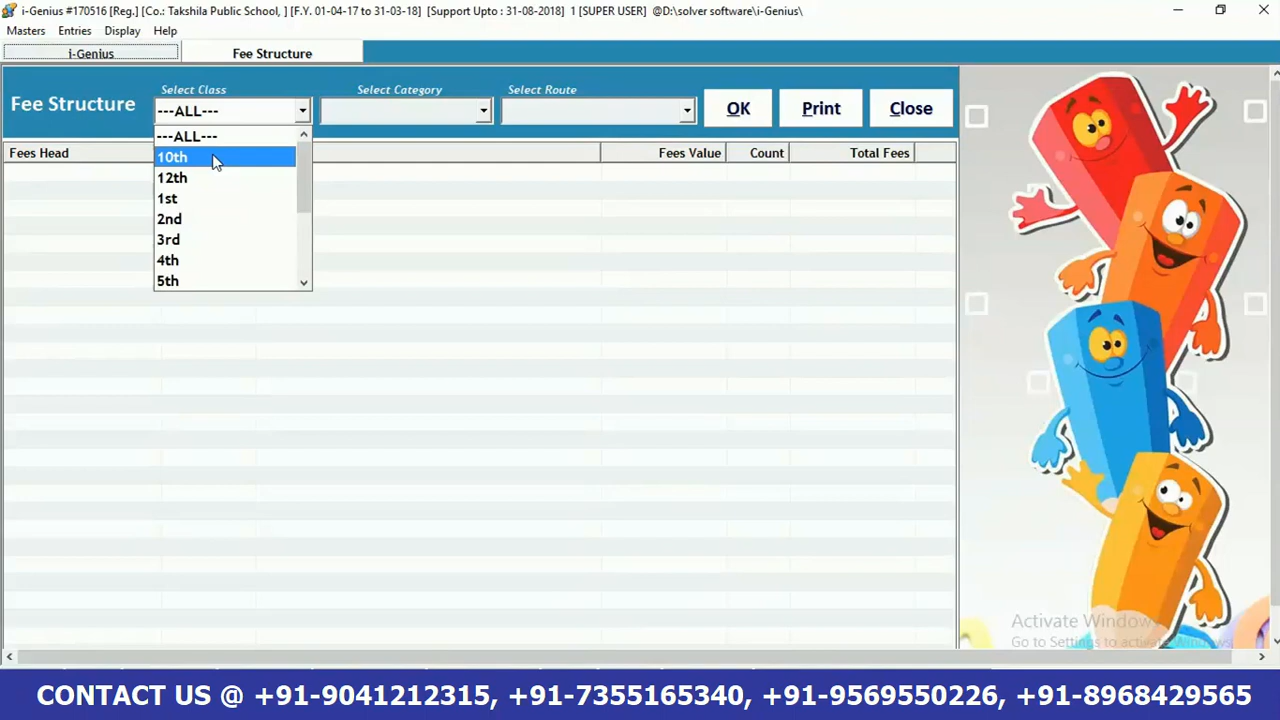 i-Genius #170516 [Reg.] [Co.: Takshila Public School, ] [F.Y. 01-04-17 to 31-03-18] [Support Upto : 31-08-2018] 1 [SUPER USER] @D:\solver software\i-Genius\
Masters Entries Display Help
i-Genius Fee Structure
Select Class Select Category Select Route
Fee Structure ---ALL--- OK Print Close
---ALL---
Fees Head Fees Value Count Total Fees
10th
12th
1st
2nd
3rd
4th
5th
Activate Windows
Go to Settings to activate Windows.
CONTACT US @ +91-9041212315, +91-7355165340, +91-9569550226, +91-8968429565